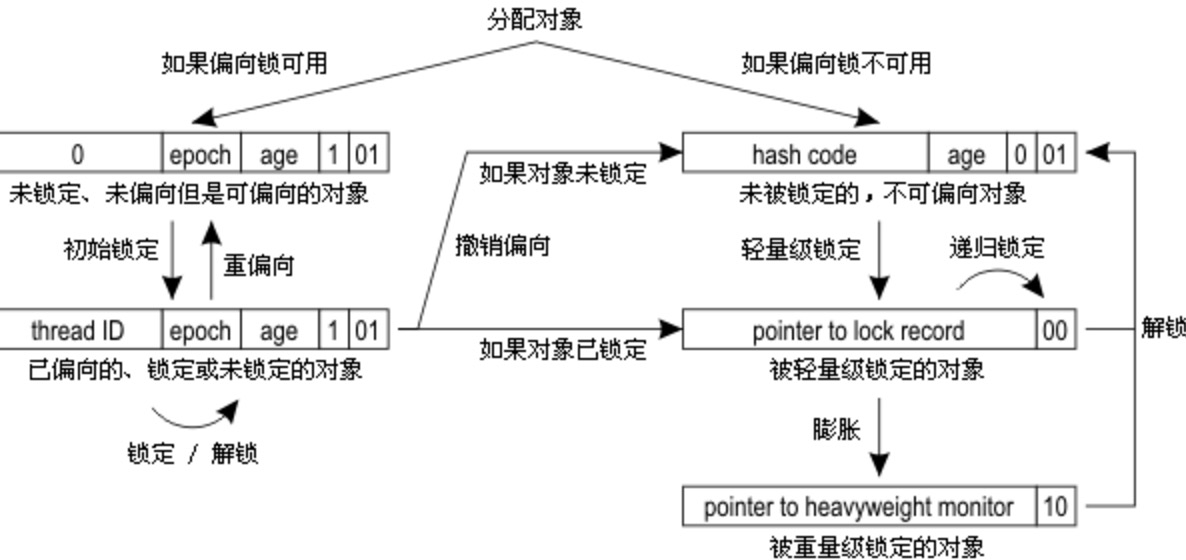 分配对象
如果偏向锁可用
如果偏向锁不可用
0 epoch age 1 01
hash code age 0 01
未锁定、未偏向但是可偏向的对象
如果对象未锁定
未被锁定的，不可偏向对象
初始锁定
重偏向
撤销偏向
轻量级锁定
递归锁定
thread ID epoch age 1 01
pointer to lock record 00
解锁
已偏向的、锁定或未锁定的对象
如果对象已锁定
被轻量级锁定的对象
锁定 / 解锁
膨胀
pointer to heavyweight monitor 10
被重量级锁定的对象